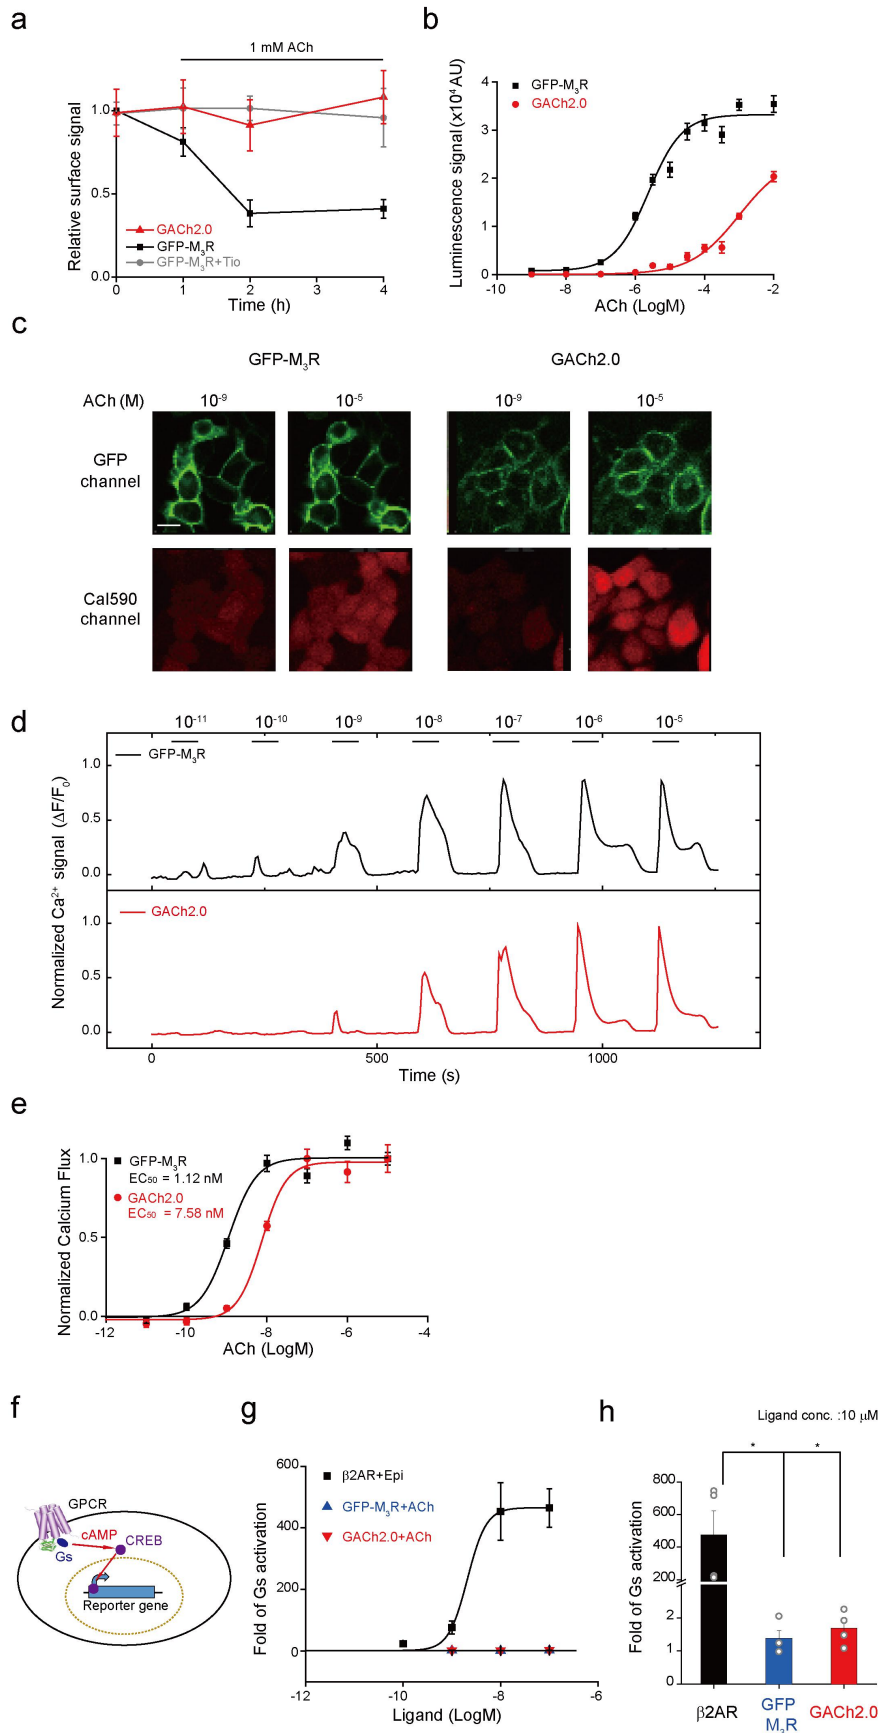 a
1 mM ACh
Relative surface signal
1.0
0.5
0.0
GACh2.0
GFP-M3R
GFP-M3R+Tio
0 1 2 3 4
Time (h)
b
Luminescence signal (x10⁴ AU)
4
3
2
1
0
GFP-M3R
GACh2.0
-10 -8 -6 -4 -2
ACh (LogM)
c
GFP-M3R GACh2.0
ACh (M) 10⁻⁹ 10⁻⁵ 10⁻⁹ 10⁻⁵
GFP
channel
Cal590
channel
d
10⁻¹¹ 10⁻¹⁰ 10⁻⁹ 10⁻⁸ 10⁻⁷ 10⁻⁶ 10⁻⁵
GFP-M3R
1.0
0.5
0.0
Normalized Ca²⁺ signal (ΔF/F0)
GACh2.0
1.0
0.5
0.0
0 500 1000
Time (s)
e
Normalized Calcium Flux
1.0
0.5
0.0
GFP-M3R
EC50 = 1.12 nM
GACh2.0
EC50 = 7.58 nM
-12 -10 -8 -6 -4
ACh (LogM)
f
GPCR
cAMP
CREB
Gs
Reporter gene
g
Fold of Gs activation
600
400
200
0
β2AR+Epi
GFP-M3R+ACh
GACh2.0+ACh
-12 -10 -8 -6
Ligand (LogM)
h
Ligand conc. :10 μM
* *
Fold of Gs activation
800
600
400
200
2
1
0
β2AR GFP M3R GACh2.0